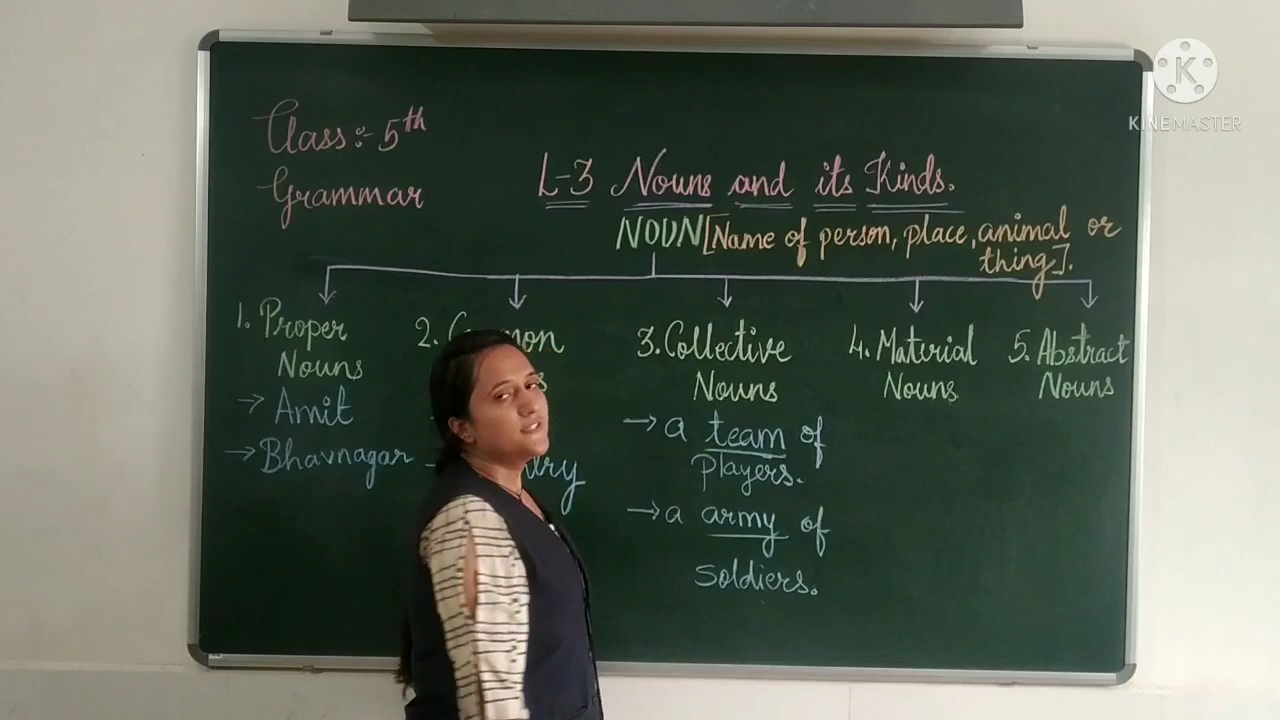 Class:- 5th
Grammar
L-3 Nouns and its Kinds.
NOUN [Name of person, place, animal or
thing].
1. Proper
Nouns
→ Amit
→ Bhavnagar
2.
3. Collective
Nouns
→ a team of
players.
→ a army of
soldiers.
4. Material
Nouns
5. Abstract
Nouns
KINEMASTER